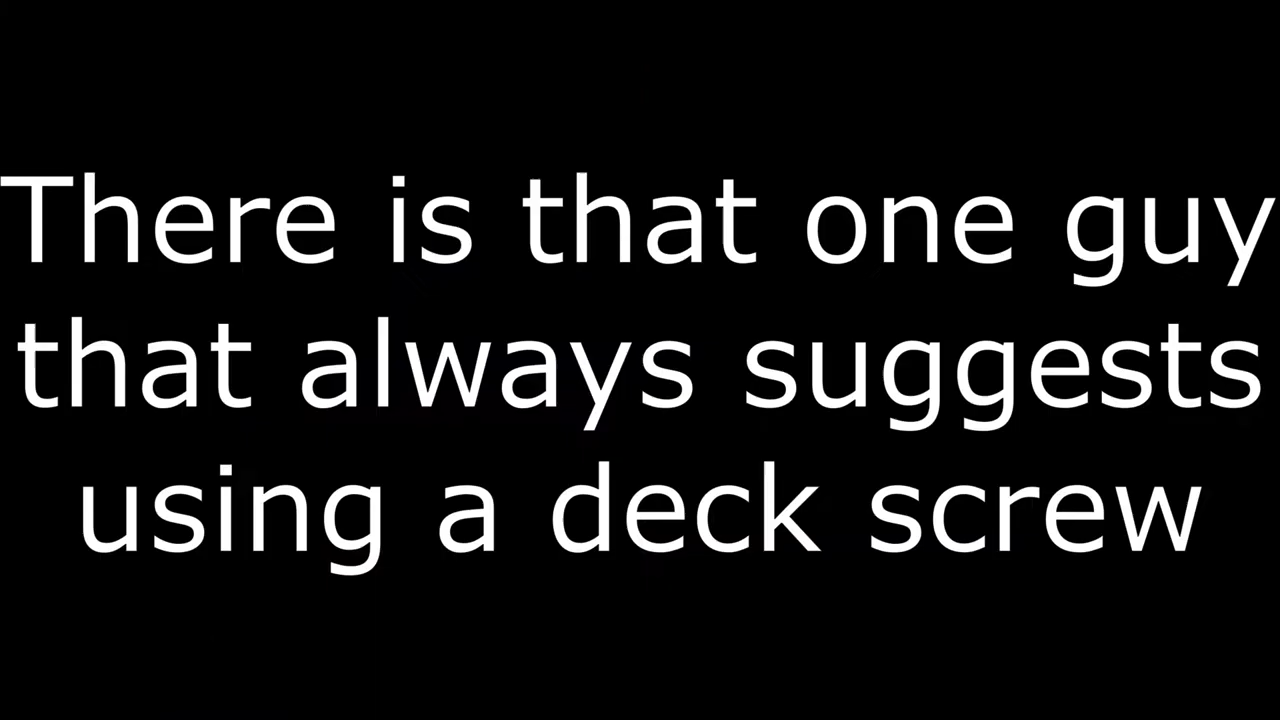 There is that one guy
that always suggests
using a deck screw